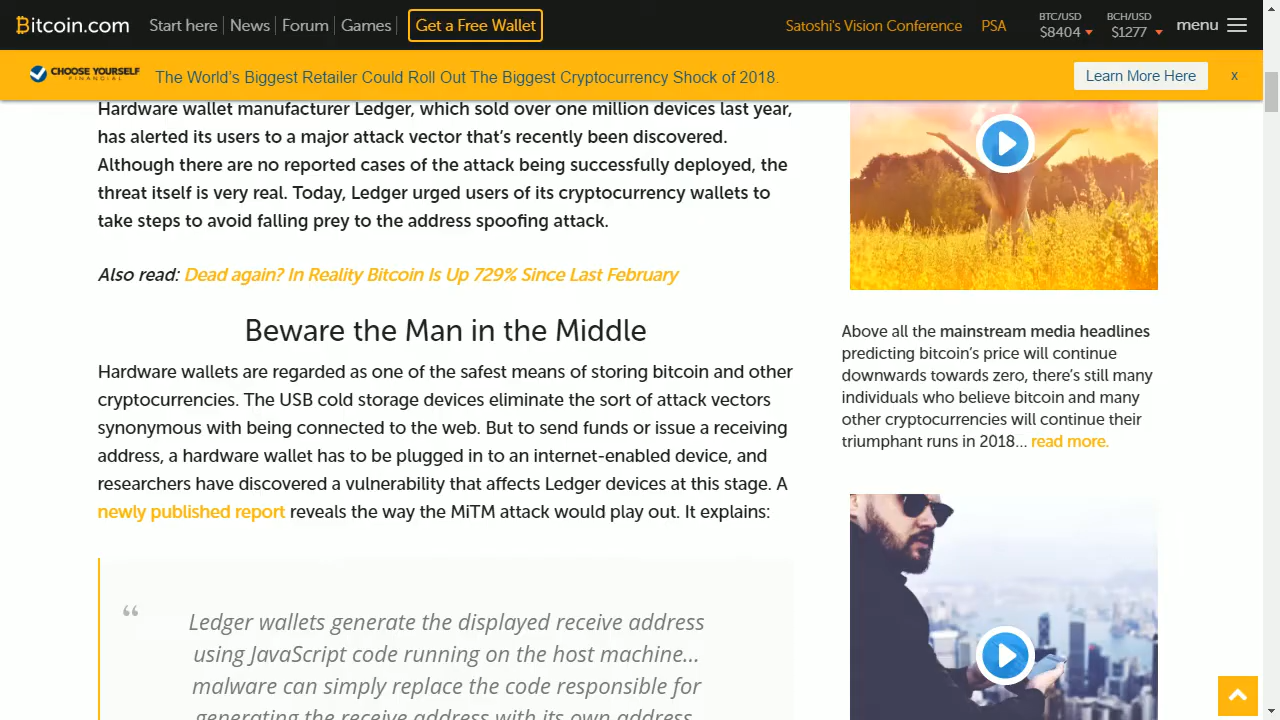 Bitcoin.com Start here News Forum Games Get a Free Wallet Satoshi's Vision Conference PSA BTC/USD $8404 BCH/USD $1277 menu
CHOOSE YOURSELF FINANCIAL The World's Biggest Retailer Could Roll Out The Biggest Cryptocurrency Shock of 2018. Learn More Here x
Hardware wallet manufacturer Ledger, which sold over one million devices last year,
has alerted its users to a major attack vector that's recently been discovered.
Although there are no reported cases of the attack being successfully deployed, the
threat itself is very real. Today, Ledger urged users of its cryptocurrency wallets to
take steps to avoid falling prey to the address spoofing attack.
Also read: Dead again? In Reality Bitcoin Is Up 729% Since Last February
Beware the Man in the Middle
Hardware wallets are regarded as one of the safest means of storing bitcoin and other
cryptocurrencies. The USB cold storage devices eliminate the sort of attack vectors
synonymous with being connected to the web. But to send funds or issue a receiving
address, a hardware wallet has to be plugged in to an internet-enabled device, and
researchers have discovered a vulnerability that affects Ledger devices at this stage. A
newly published report reveals the way the MiTM attack would play out. It explains:
“
Ledger wallets generate the displayed receive address
using JavaScript code running on the host machine...
malware can simply replace the code responsible for
generating the receive address with its own address
Above all the mainstream media headlines
predicting bitcoin's price will continue
downwards towards zero, there's still many
individuals who believe bitcoin and many
other cryptocurrencies will continue their
triumphant runs in 2018… read more.